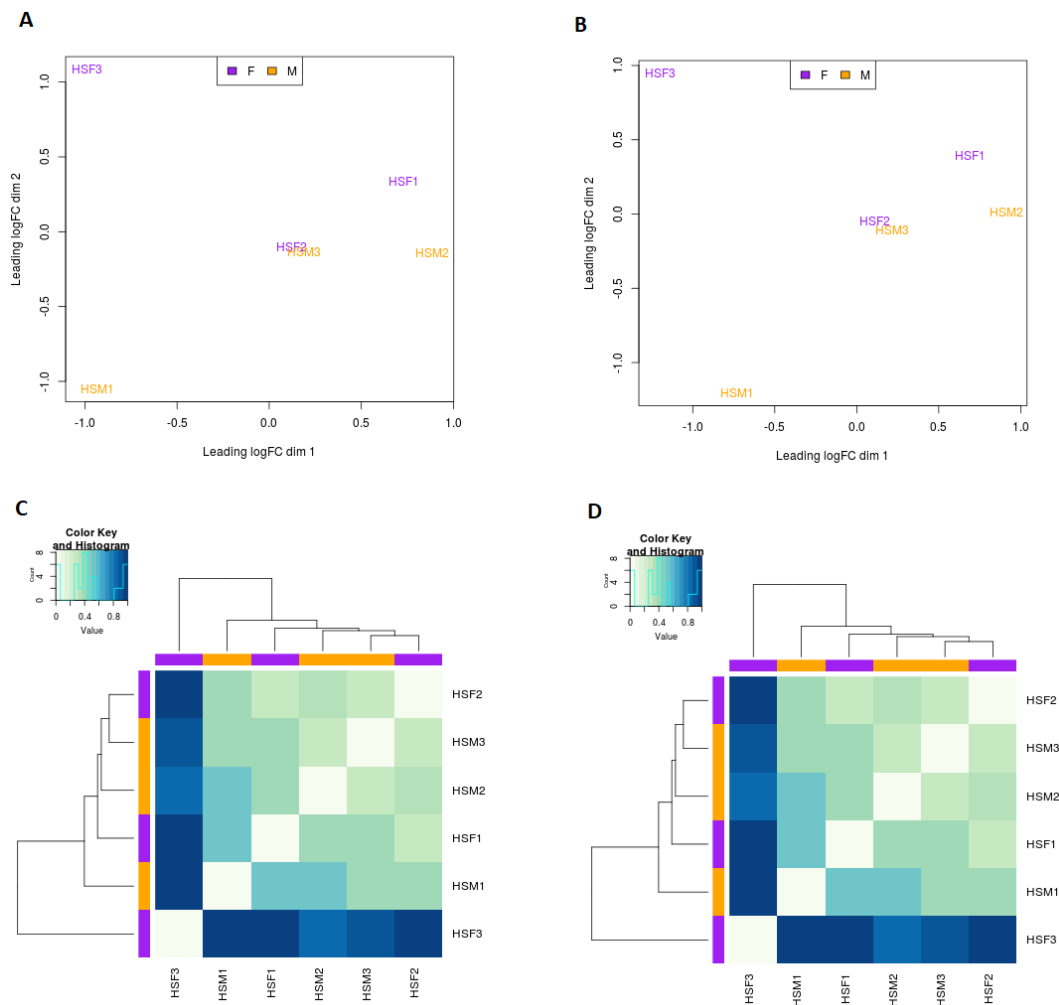 A
HSF3
F M
HSF1
HSF2
HSM3
HSM2
HSM1
1.0
0.5
0.0
-0.5
-1.0
Leading logFC dim 2
-1.0 -0.5 0.0 0.5 1.0
Leading logFC dim 1
B
HSF3
F M
HSF1
HSM2
HSF2
HSM3
HSM1
1.0
0.5
0.0
-0.5
-1.0
Leading logFC dim 2
-1.0 -0.5 0.0 0.5 1.0
Leading logFC dim 1
C
Color Key
and Histogram
Count
0 4 8
0 0.4 0.8
Value
HSF2
HSM3
HSM2
HSF1
HSM1
HSF3
HSF3 HSM1 HSF1 HSM2 HSM3 HSF2
D
Color Key
and Histogram
Count
0 4 8
0 0.4 0.8
Value
HSF2
HSM3
HSM2
HSF1
HSM1
HSF3
HSF3 HSM1 HSF1 HSM2 HSM3 HSF2